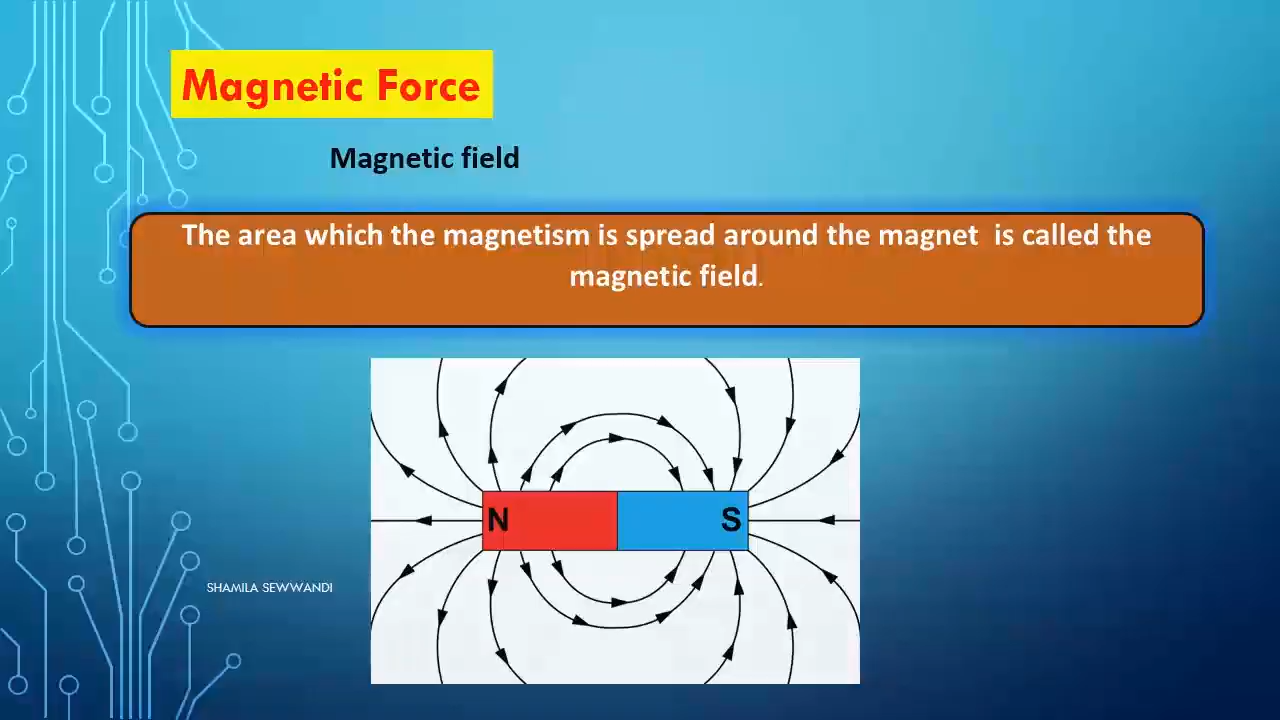 Magnetic Force
Magnetic field
The area which the magnetism is spread around the magnet  is called the
magnetic field.
N
S
SHAMILA SEWWANDI